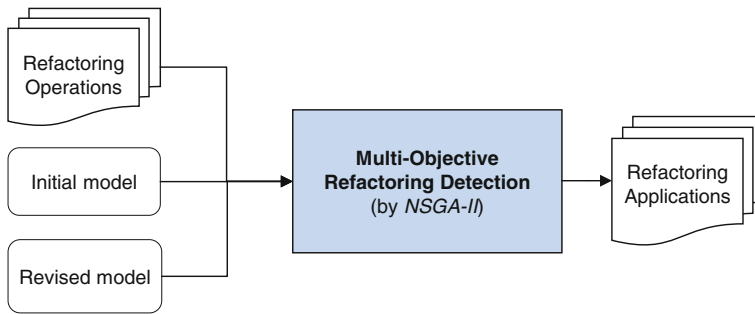 Refactoring
Operations
Initial model
Revised model
Multi-Objective
Refactoring Detection
(by NSGA-II)
Refactoring
Applications